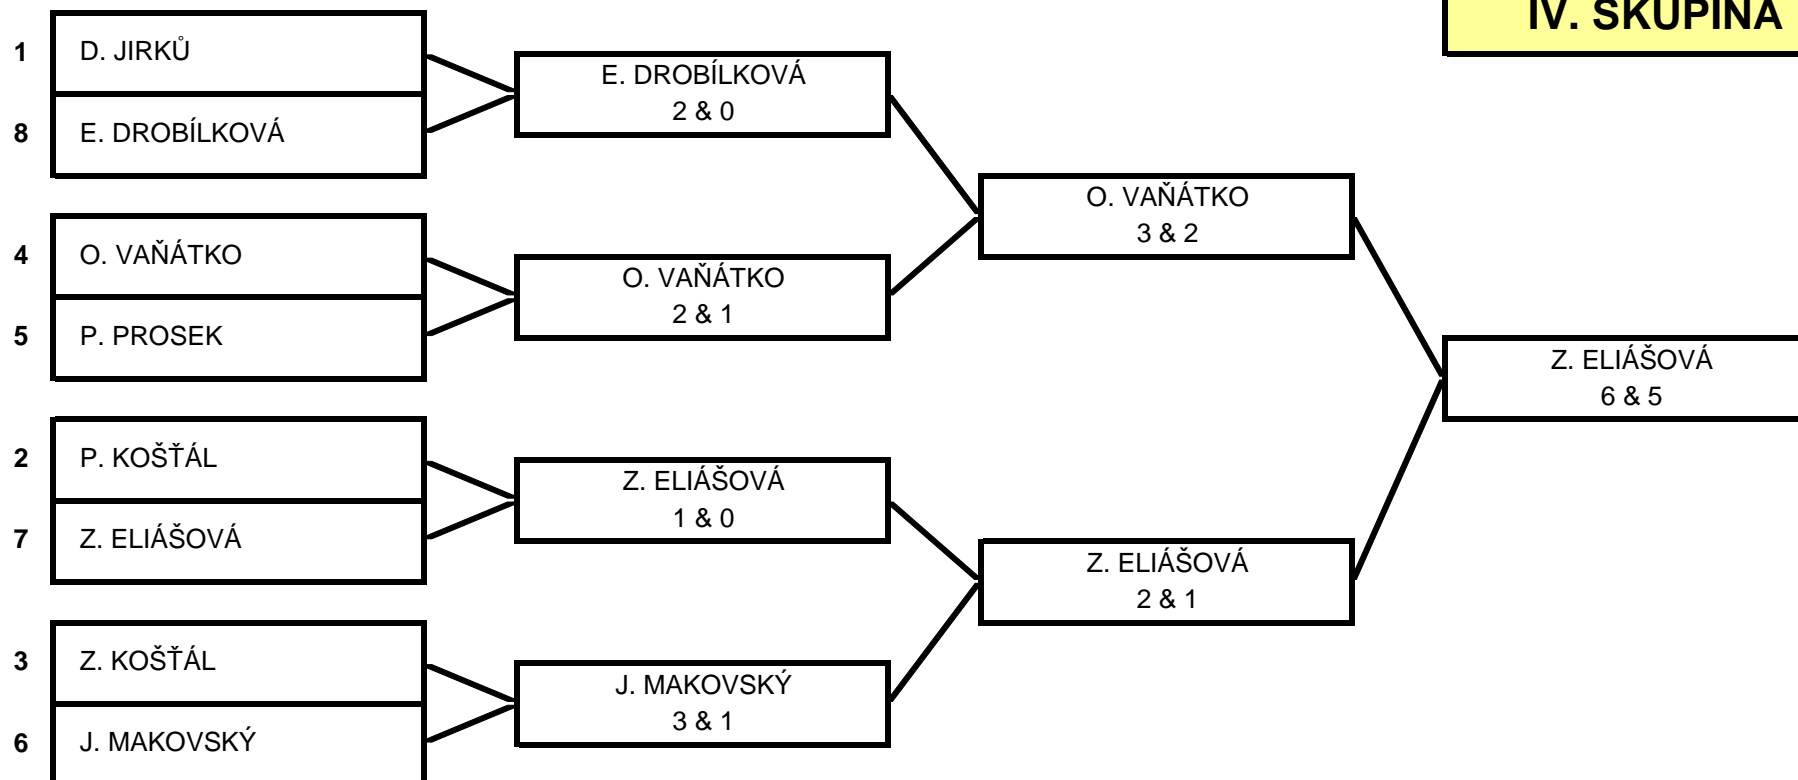 IV. SKUPINA
1 D. JIRKŮ
8 E. DROBÍLKOVÁ
4 O. VAŇÁTKO
5 P. PROSEK
2 P. KOŠŤÁL
7 Z. ELIÁŠOVÁ
3 Z. KOŠŤÁL
6 J. MAKOVSKÝ
E. DROBÍLKOVÁ
2 & 0
O. VAŇÁTKO
2 & 1
Z. ELIÁŠOVÁ
1 & 0
J. MAKOVSKÝ
3 & 1
O. VAŇÁTKO
3 & 2
Z. ELIÁŠOVÁ
2 & 1
Z. ELIÁŠOVÁ
6 & 5